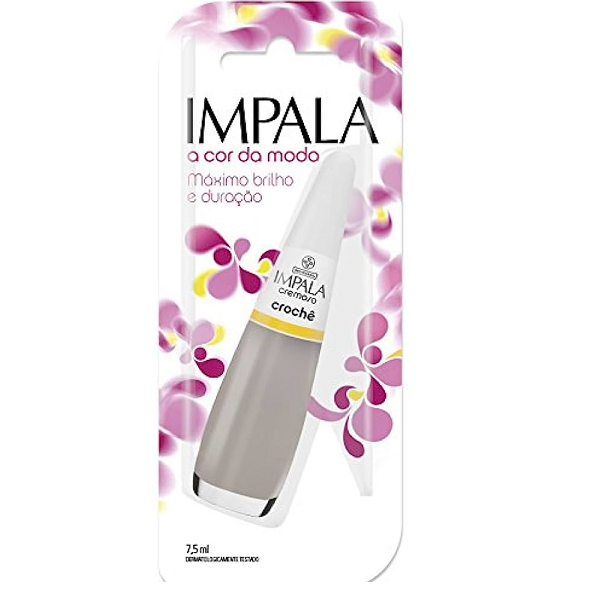 IMPALA
a cor da moda
Máximo brilho
e duração
IMPALA
cremoso
crochê
7,5 ml
DERMATOLOGICAMENTE TESTADO